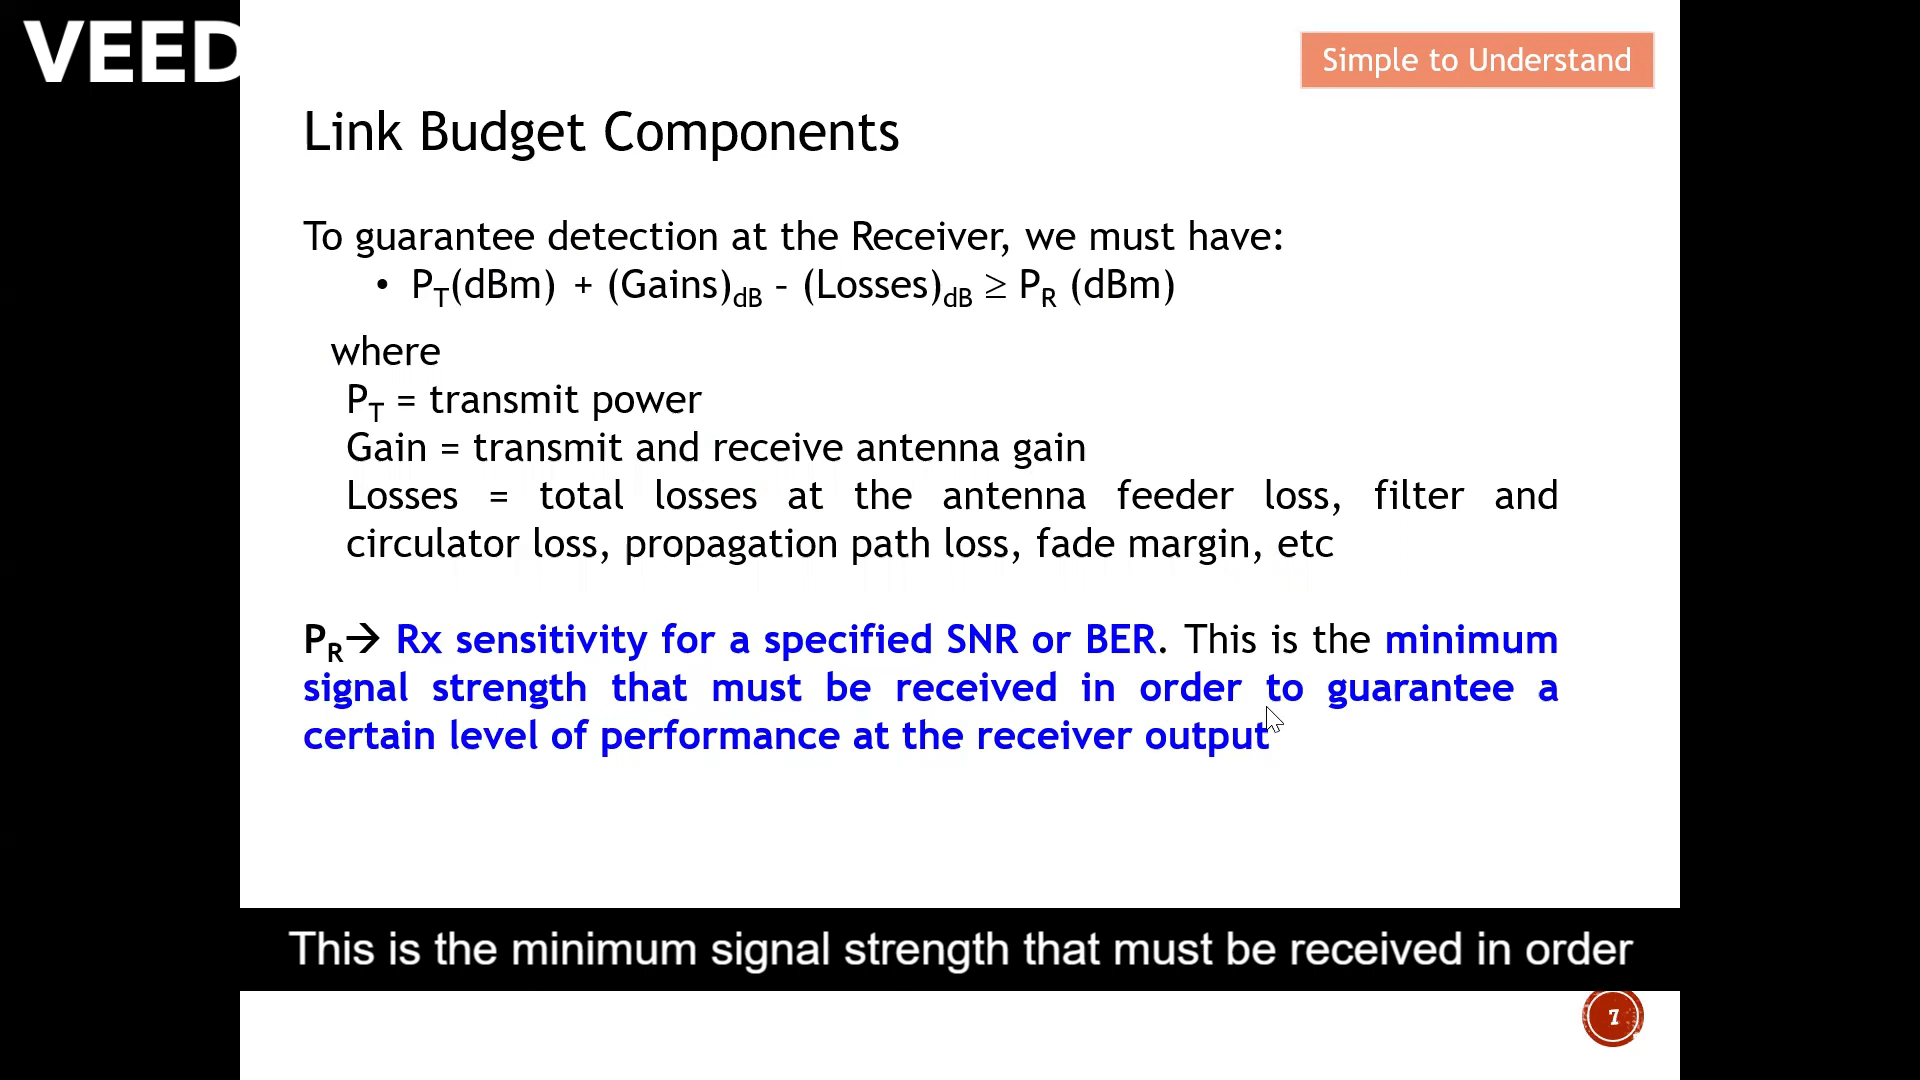 VEED
Simple to Understand
Link Budget Components
To guarantee detection at the Receiver, we must have:
• PT(dBm) + (Gains)dB – (Losses)dB ≥ PR (dBm)
where
PT = transmit power
Gain = transmit and receive antenna gain
Losses = total losses at the antenna feeder loss, filter and
circulator loss, propagation path loss, fade margin, etc
PR→ Rx sensitivity for a specified SNR or BER. This is the minimum
signal strength that must be received in order to guarantee a
certain level of performance at the receiver output
This is the minimum signal strength that must be received in order
7